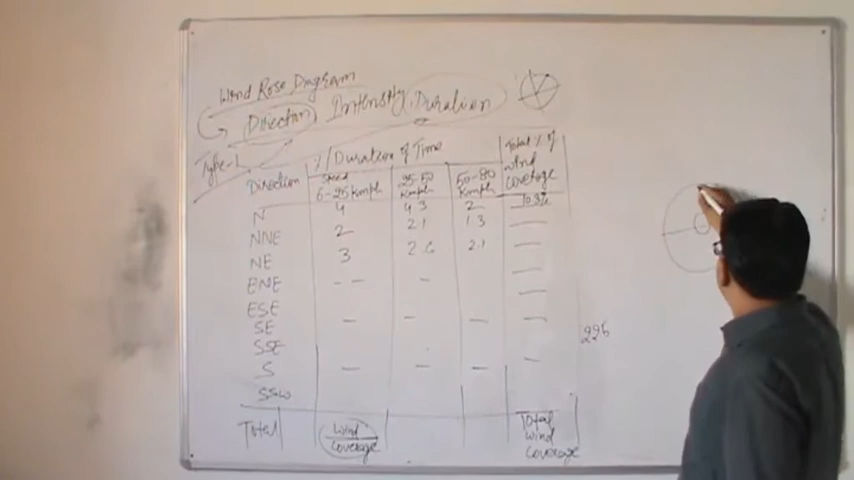 Wind Rose Diagram
Direction Intensity, Duration
Type-1
% / Duration of Time
Direction Speed 6-25 Kmph 25-50 Kmph 50-80 Kmph Total % of wind coverage
N 4 4.3 2 10.3%
NNE 2 2.1 1.3 —
NE 3 2.6 2.1 —
ENE - - - —
ESE —
SE — — — —
SSE
S — — — —
SSW
Total Wind coverage Total wind coverage
225